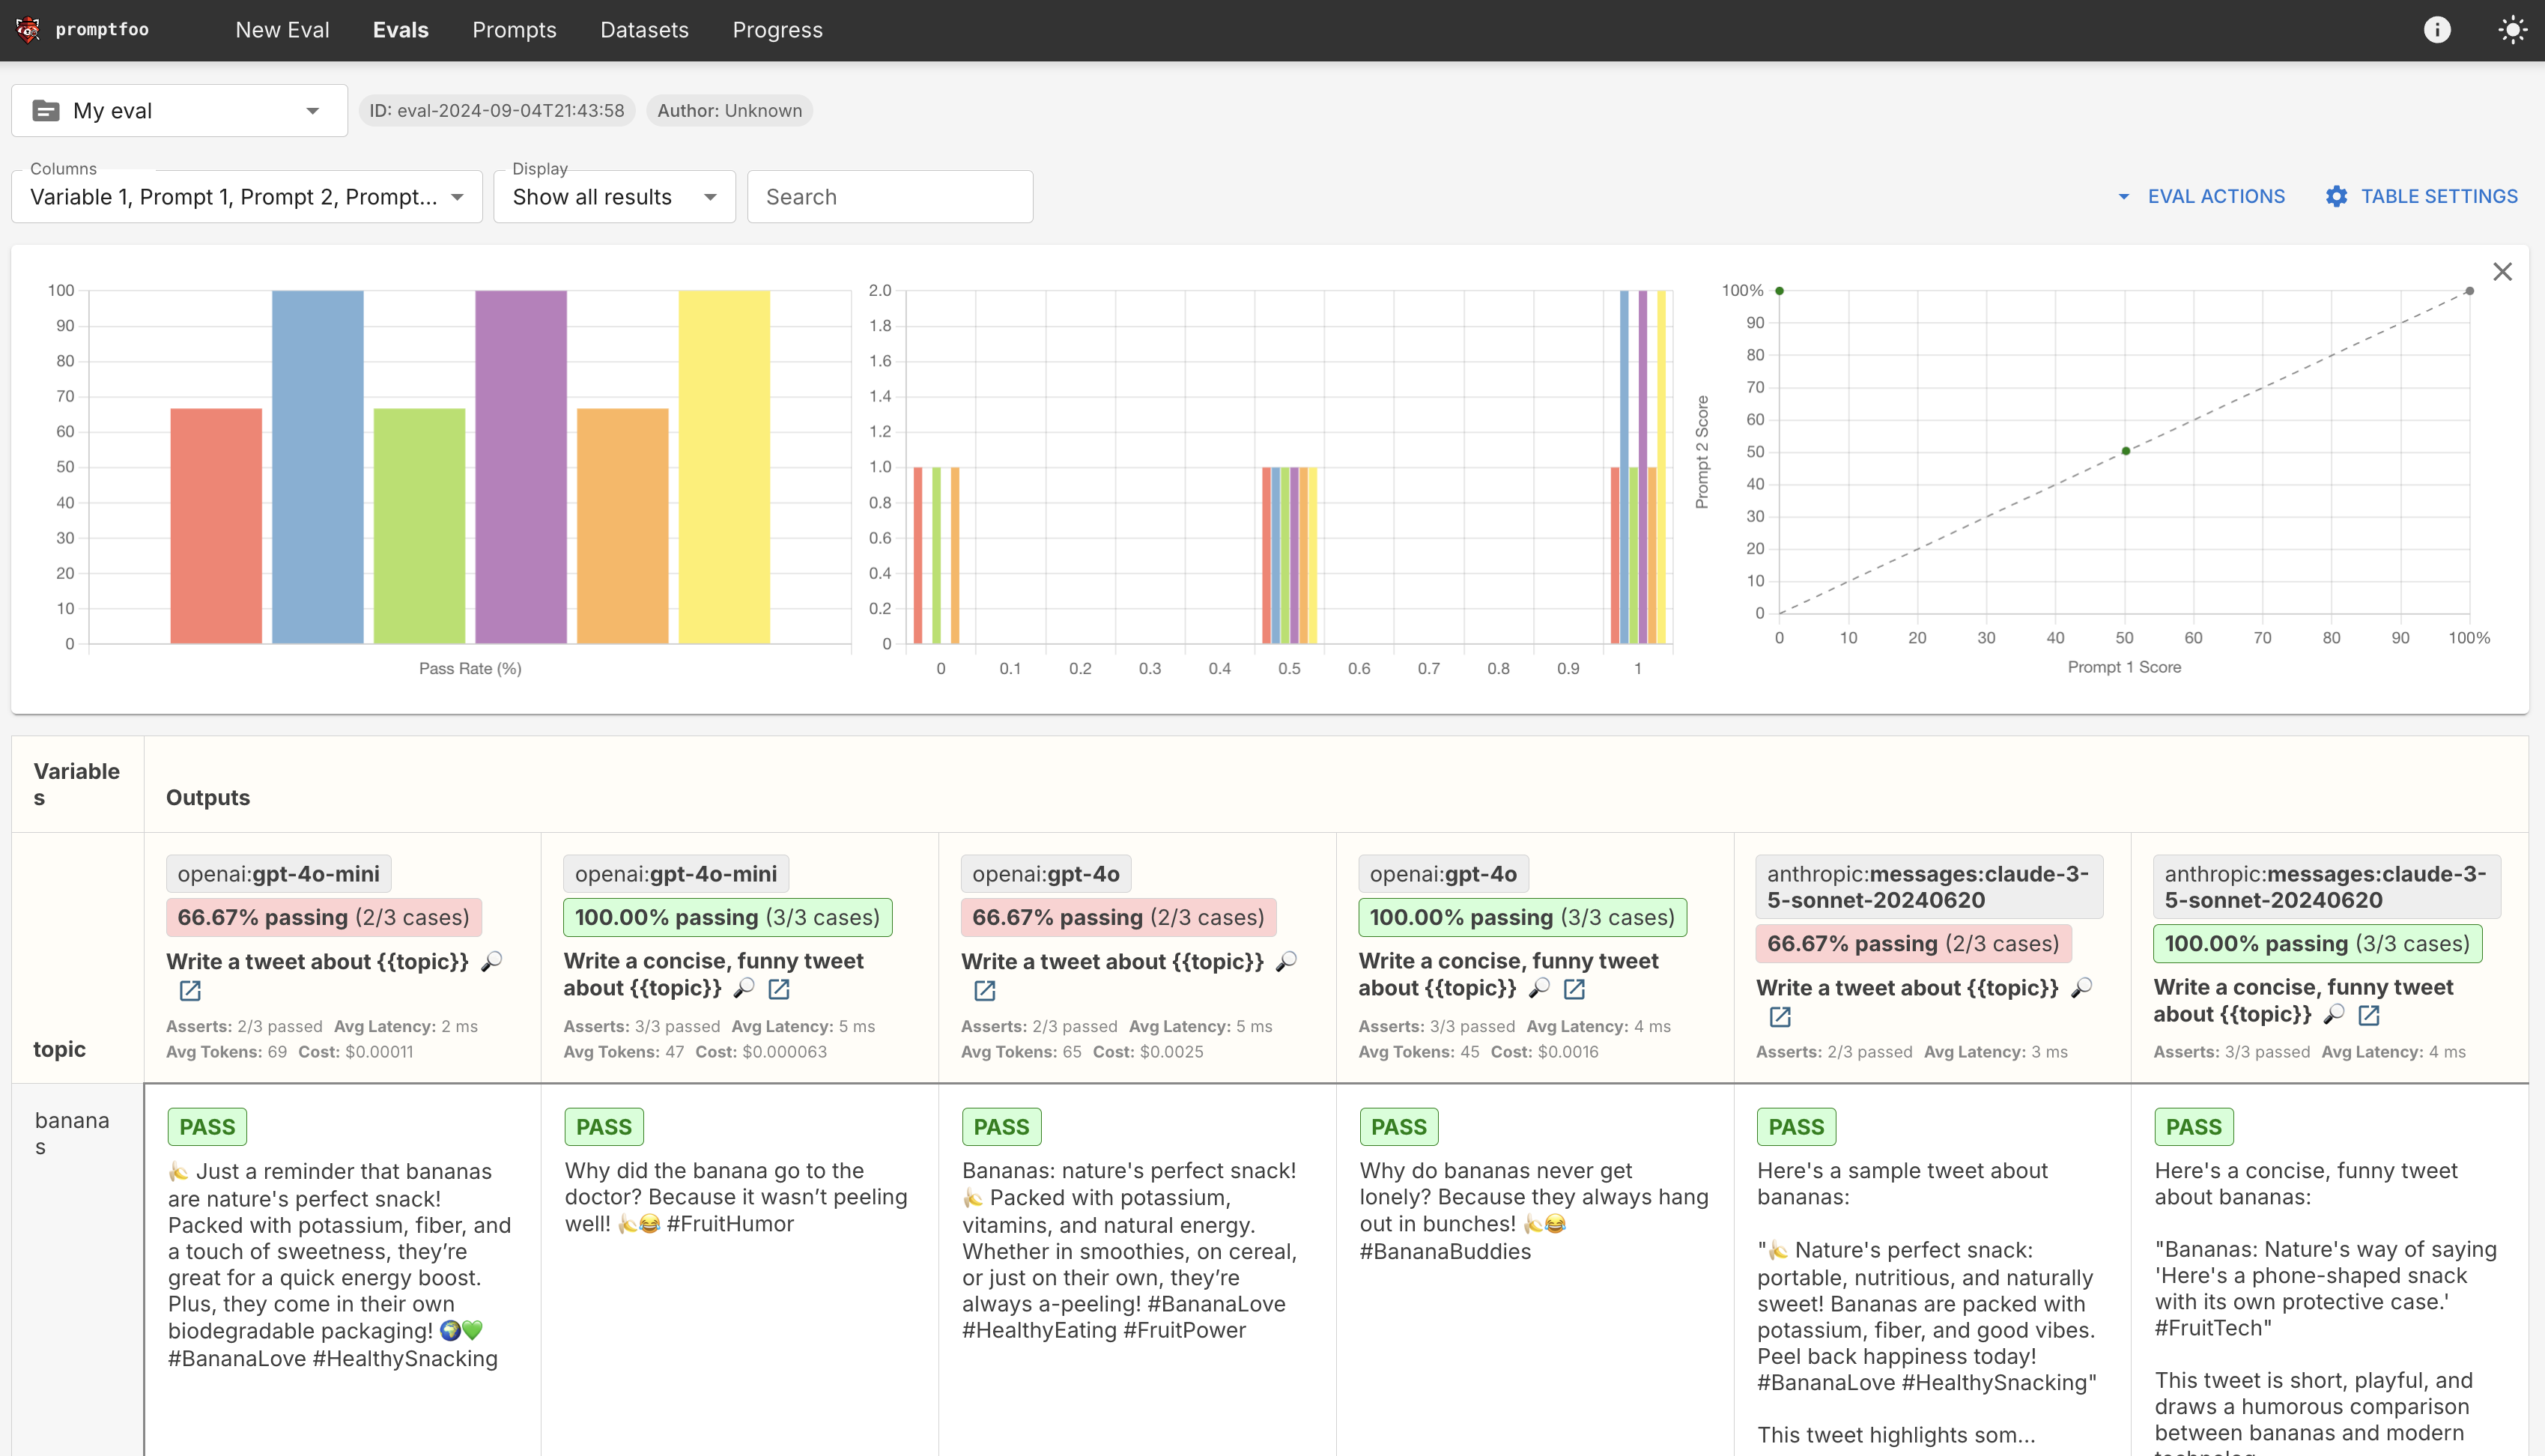 promptfoo
New Eval
Evals
Prompts
Datasets
Progress
My eval
ID: eval-2024-09-04T21:43:58
Author: Unknown
Columns
Variable 1, Prompt 1, Prompt 2, Prompt...
Display
Show all results
Search
EVAL ACTIONS
TABLE SETTINGS
100
90
80
70
60
50
40
30
20
10
0
Pass Rate (%)
2.0
1.8
1.6
1.4
1.2
1.0
0.8
0.6
0.4
0.2
0
0 0.1 0.2 0.3 0.4 0.5 0.6 0.7 0.8 0.9 1
Prompt 2 Score
100%
90
80
70
60
50
40
30
20
10
0
0 10 20 30 40 50 60 70 80 90 100%
Prompt 1 Score
Variable
s
Outputs
topic
openai:gpt-4o-mini
66.67% passing (2/3 cases)
Write a tweet about {{topic}} 🔎
Asserts: 2/3 passed Avg Latency: 2 ms
Avg Tokens: 69 Cost: $0.00011
openai:gpt-4o-mini
100.00% passing (3/3 cases)
Write a concise, funny tweet
about {{topic}} 🔎
Asserts: 3/3 passed Avg Latency: 5 ms
Avg Tokens: 47 Cost: $0.000063
openai:gpt-4o
66.67% passing (2/3 cases)
Write a tweet about {{topic}} 🔎
Asserts: 2/3 passed Avg Latency: 5 ms
Avg Tokens: 65 Cost: $0.0025
openai:gpt-4o
100.00% passing (3/3 cases)
Write a concise, funny tweet
about {{topic}} 🔎
Asserts: 3/3 passed Avg Latency: 4 ms
Avg Tokens: 45 Cost: $0.0016
anthropic:messages:claude-3-
5-sonnet-20240620
66.67% passing (2/3 cases)
Write a tweet about {{topic}} 🔎
Asserts: 2/3 passed Avg Latency: 3 ms
anthropic:messages:claude-3-
5-sonnet-20240620
100.00% passing (3/3 cases)
Write a concise, funny tweet
about {{topic}} 🔎
Asserts: 3/3 passed Avg Latency: 4 ms
banana
s
PASS
🍌 Just a reminder that bananas
are nature's perfect snack!
Packed with potassium, fiber, and
a touch of sweetness, they’re
great for a quick energy boost.
Plus, they come in their own
biodegradable packaging! 🌍💚
#BananaLove #HealthySnacking
PASS
Why did the banana go to the
doctor? Because it wasn’t peeling
well! 🍌😂 #FruitHumor
PASS
Bananas: nature's perfect snack!
🍌 Packed with potassium,
vitamins, and natural energy.
Whether in smoothies, on cereal,
or just on their own, they’re
always a-peeling! #BananaLove
#HealthyEating #FruitPower
PASS
Why do bananas never get
lonely? Because they always hang
out in bunches! 🍌😂
#BananaBuddies
PASS
Here's a sample tweet about
bananas:
"🍌 Nature's perfect snack:
portable, nutritious, and naturally
sweet! Bananas are packed with
potassium, fiber, and good vibes.
Peel back happiness today!
#BananaLove #HealthySnacking"
This tweet highlights som...
PASS
Here's a concise, funny tweet
about bananas:
"Bananas: Nature's way of saying
'Here's a phone-shaped snack
with its own protective case.'
#FruitTech"
This tweet is short, playful, and
draws a humorous comparison
between bananas and modern